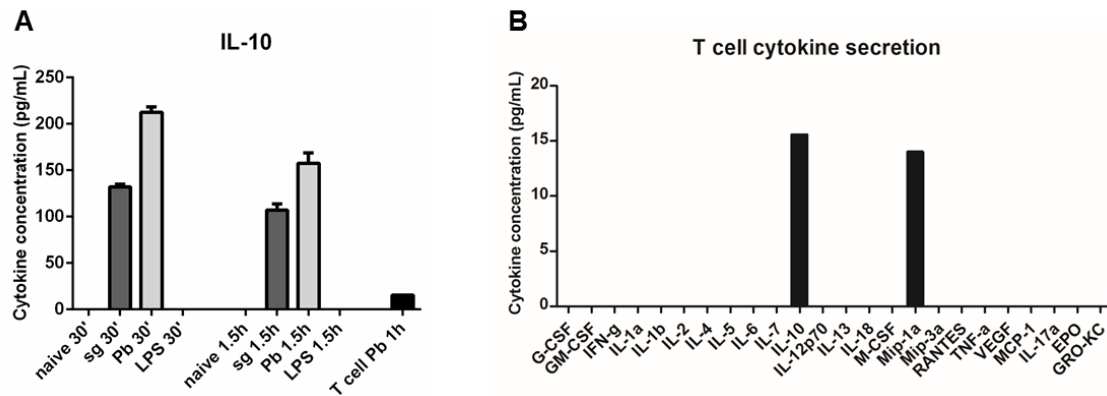 A
IL-10
Cytokine concentration (pg/mL)
250
200
150
100
50
0
naive 30'
sg 30'
Pb 30'
LPS 30'
naive 1.5h
sg 1.5h
Pb 1.5h
LPS 1.5h
T cell Pb 1h
B
T cell cytokine secretion
Cytokine concentration (pg/mL)
20
15
10
5
0
G-CSF
GM-CSF
IFN-g
IL-1a
IL-1b
IL-2
IL-4
IL-5
IL-6
IL-7
IL-10
IL-12p70
IL-13
IL-18
M-CSF
Mip-1a
Mip-3a
RANTES
TNF-a
VEGF
MCP-1
IL-17a
EPO
GRO-KC